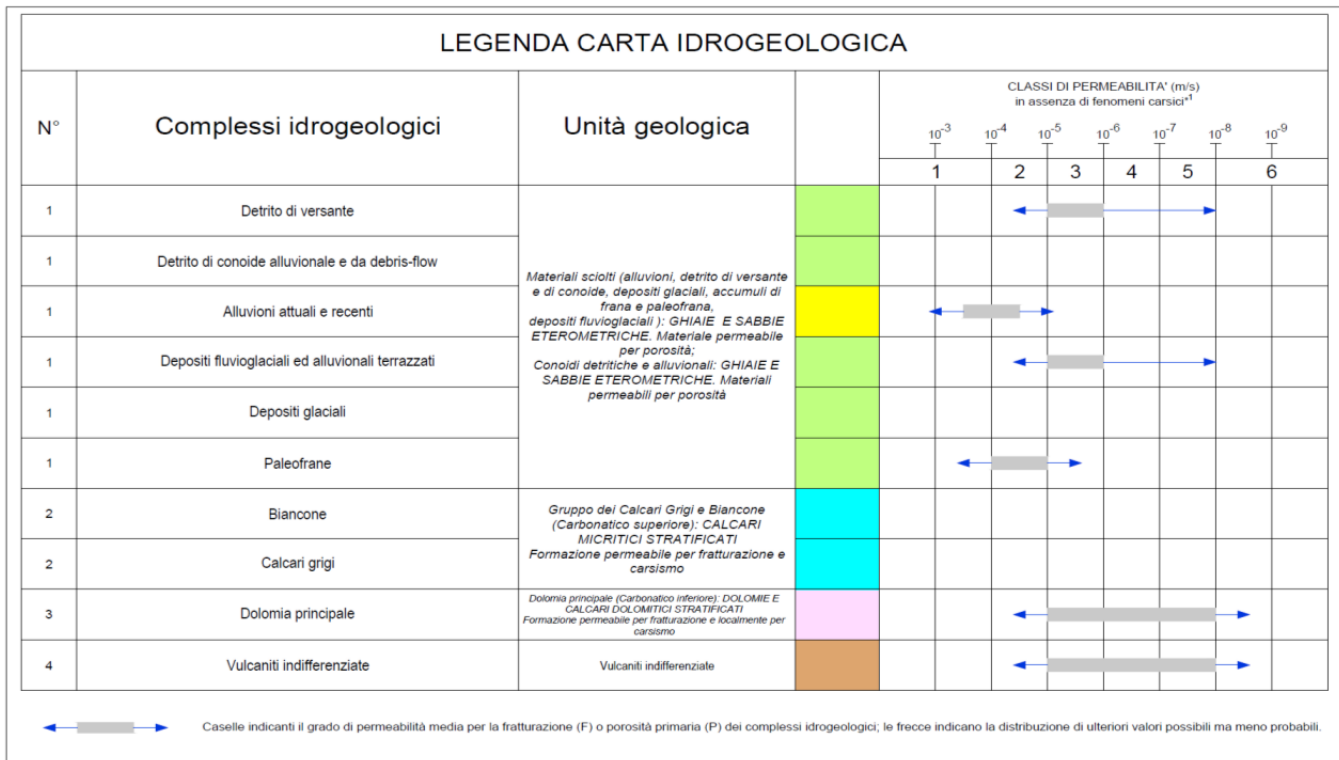 LEGENDA CARTA IDROGEOLOGICA
N°
Complessi idrogeologici
Unità geologica
CLASSI DI PERMEABILITA' (m/s)
in assenza di fenomeni carsici*1
10-3 10-4 10-5 10-6 10-7 10-8 10-9
1 2 3 4 5 6
1 Detrito di versante
1 Detrito di conoide alluvionale e da debris-flow
1 Alluvioni attuali e recenti
1 Depositi fluvioglaciali ed alluvionali terrazzati
1 Depositi glaciali
1 Paleofrane
Materiali sciolti (alluvioni, detrito di versante
e di conoide, depositi glaciali, accumuli di
frana e paleofrana,
depositi fluvioglaciali ): GHIAIE E SABBIE
ETEROMETRICHE. Materiale permeabile
per porosità;
Conoidi detritiche e alluvionali: GHIAIE E
SABBIE ETEROMETRICHE. Materiali
permeabili per porosità
2 Biancone
2 Calcari grigi
Gruppo dei Calcari Grigi e Biancone
(Carbonatico superiore): CALCARI
MICRITICI STRATIFICATI
Formazione permeabile per fratturazione e
carsismo
3 Dolomia principale
Dolomia principale (Carbonatico inferiore): DOLOMIE E
CALCARI DOLOMITICI STRATIFICATI
Formazione permeabile per fratturazione e localmente per
carsismo
4 Vulcaniti indifferenziate
Vulcaniti indifferenziate
Caselle indicanti il grado di permeabilità media per la fratturazione (F) o porosità primaria (P) dei complessi idrogeologici; le frecce indicano la distribuzione di ulteriori valori possibili ma meno probabili.